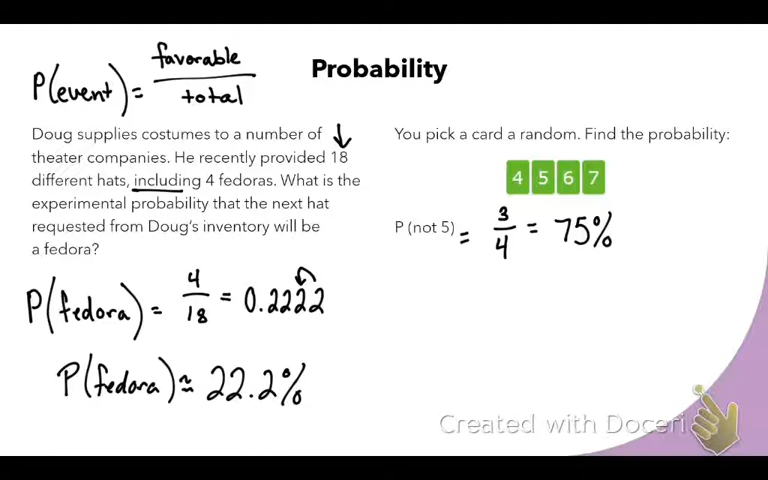 Probability
P(event) = favorable / total
Doug supplies costumes to a number of
theater companies. He recently provided 18
different hats, including 4 fedoras. What is the
experimental probability that the next hat
requested from Doug's inventory will be
a fedora?
P(fedora) = 4/18 = 0.2222
P(fedora) ≈ 22.2%
You pick a card a random. Find the probability:
4 5 6 7
P (not 5) = 3/4 = 75%
Created with Doceri